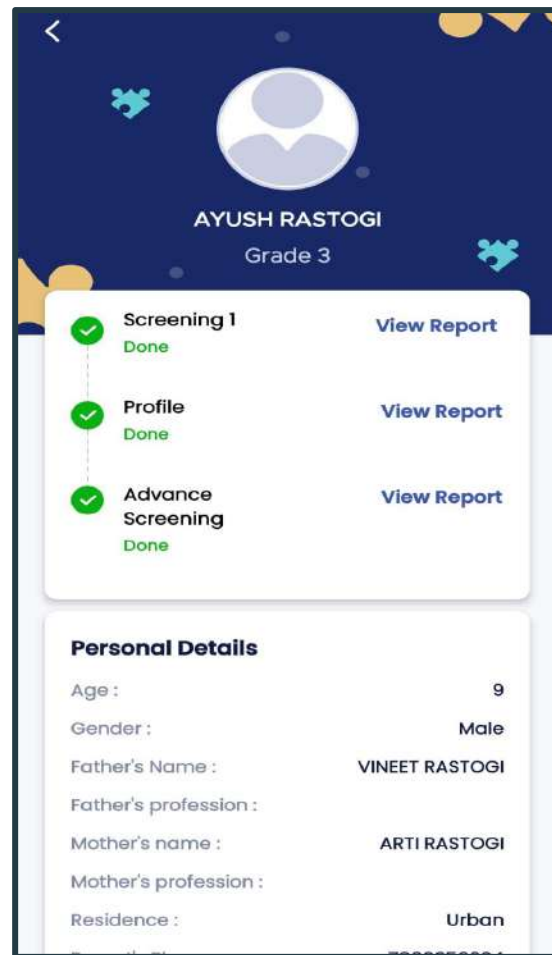 AYUSH RASTOGI
Grade 3
Screening 1 View Report
Done
Profile View Report
Done
Advance View Report
Screening
Done
Personal Details
Age : 9
Gender : Male
Father's Name : VINEET RASTOGI
Father's profession :
Mother's name : ARTI RASTOGI
Mother's profession :
Residence : Urban